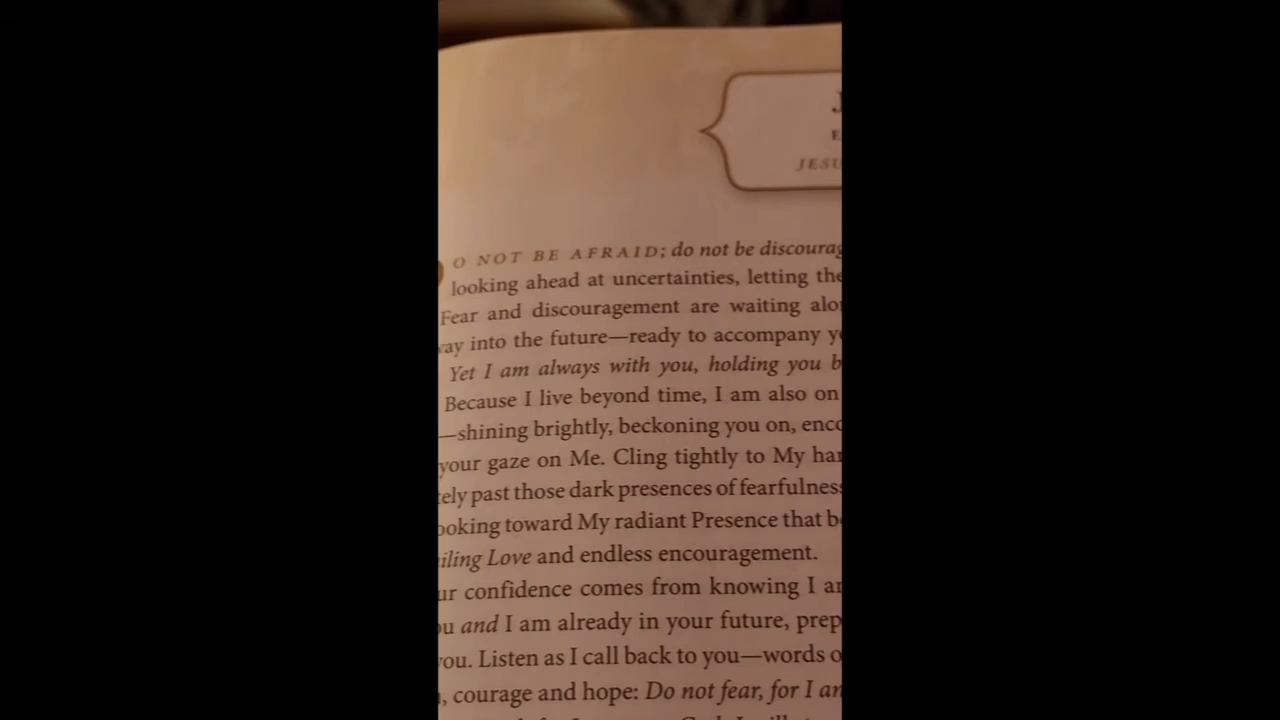 J
E
JESU
O NOT BE AFRAID; do not be discourag
looking ahead at uncertainties, letting the
Fear and discouragement are waiting alo
ay into the future—ready to accompany y
Yet I am always with you, holding you b
Because I live beyond time, I am also on
—shining brightly, beckoning you on, enc
your gaze on Me. Cling tightly to My ha
ely past those dark presences of fearfulness
ooking toward My radiant Presence that b
iling Love and endless encouragement.
ur confidence comes from knowing I a
ou and I am already in your future, prep
you. Listen as I call back to you—words o
, courage and hope: Do not fear, for I a